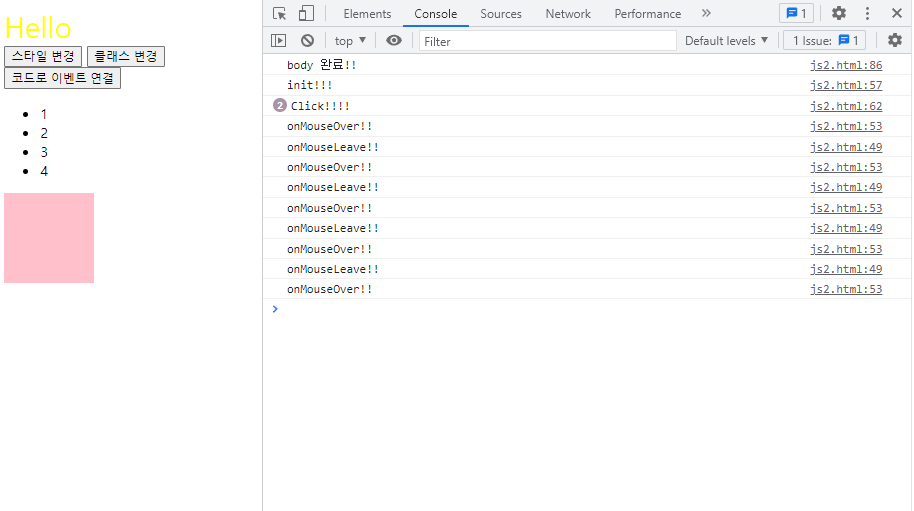 Hello
스타일 변경 클래스 변경
코드로 이벤트 연결
1
2
3
4
Elements Console Sources Network Performance » 1
top ▼ Filter Default levels ▼ 1 Issue: 1
body 완료!! js2.html:86
init!!! js2.html:57
2 Click!!!! js2.html:62
onMouseOver!! js2.html:53
onMouseLeave!! js2.html:49
onMouseOver!! js2.html:53
onMouseLeave!! js2.html:49
onMouseOver!! js2.html:53
onMouseLeave!! js2.html:49
onMouseOver!! js2.html:53
onMouseLeave!! js2.html:49
onMouseOver!! js2.html:53
>